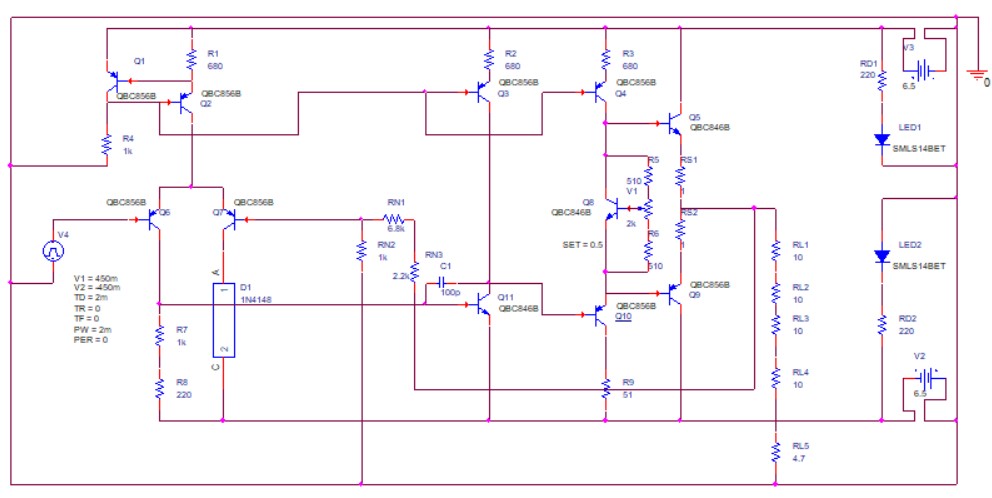 Q1
QBC856B
R1
680
QBC856B
Q2
R4
1k
R2
680
QBC856B
Q3
R3
680
QBC856B
Q4
Q5
QBC846B
RD1
220
V3
6.5
0
LED1
SMLS14BET
QBC856B
Q6
Q7
QBC856B
RN1
6.8k
RN2
1k
RN3
2.2k
C1
100p
Q8
QBC846B
SET = 0.5
R5
510
V1
2k
R6
510
RS1
1
RS2
1
V4
V1 = 450m
V2 = -450m
TD = 2m
TR = 0
TF = 0
PW = 2m
PER = 0
A
1
D1
1N4148
2
C
R7
1k
R8
220
Q11
QBC846B
QBC856B
Q10
QBC856B
Q9
R9
51
RL1
10
RL2
10
RL3
10
RL4
10
RL5
4.7
LED2
SMLS14BET
RD2
220
V2
6.5